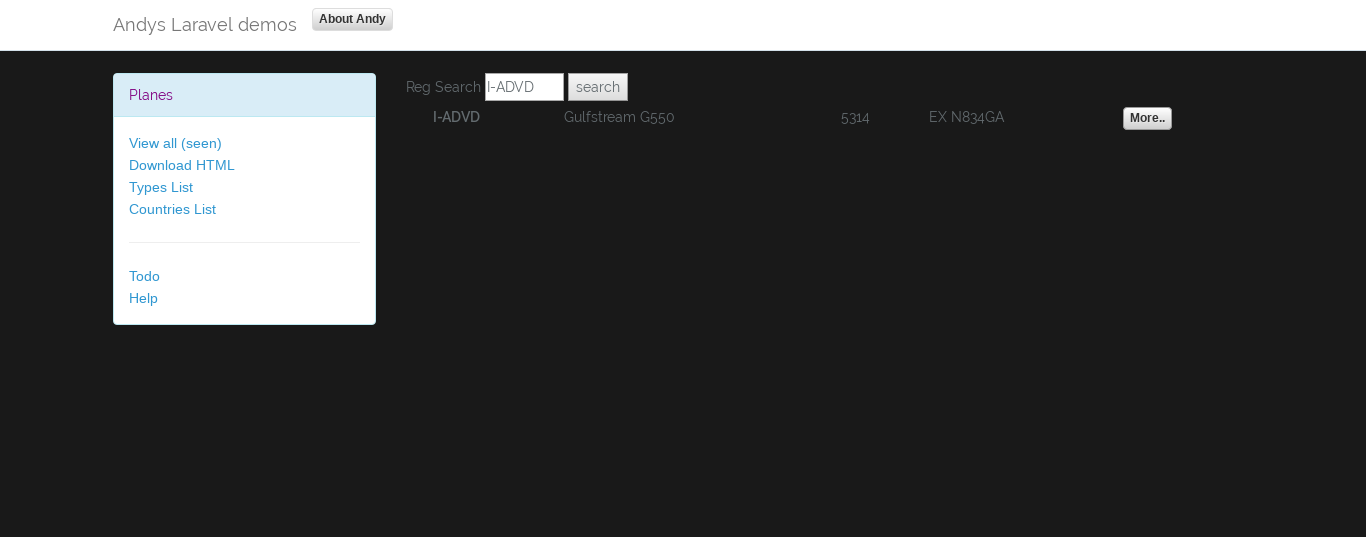 Andys Laravel demos About Andy
Planes
View all (seen)
Download HTML
Types List
Countries List
Todo
Help
Reg Search I-ADVD search
I-ADVD Gulfstream G550 5314 EX N834GA More..